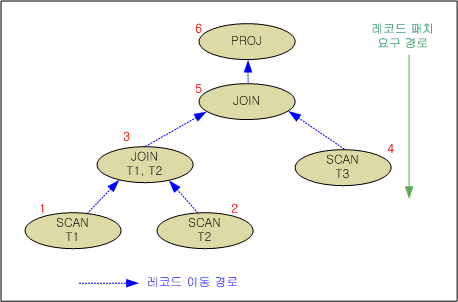 6
PROJ
레코드 패치
요구 경로
5
JOIN
3
JOIN
T1, T2
4
SCAN
T3
1
SCAN
T1
2
SCAN
T2
레코드 이동 경로